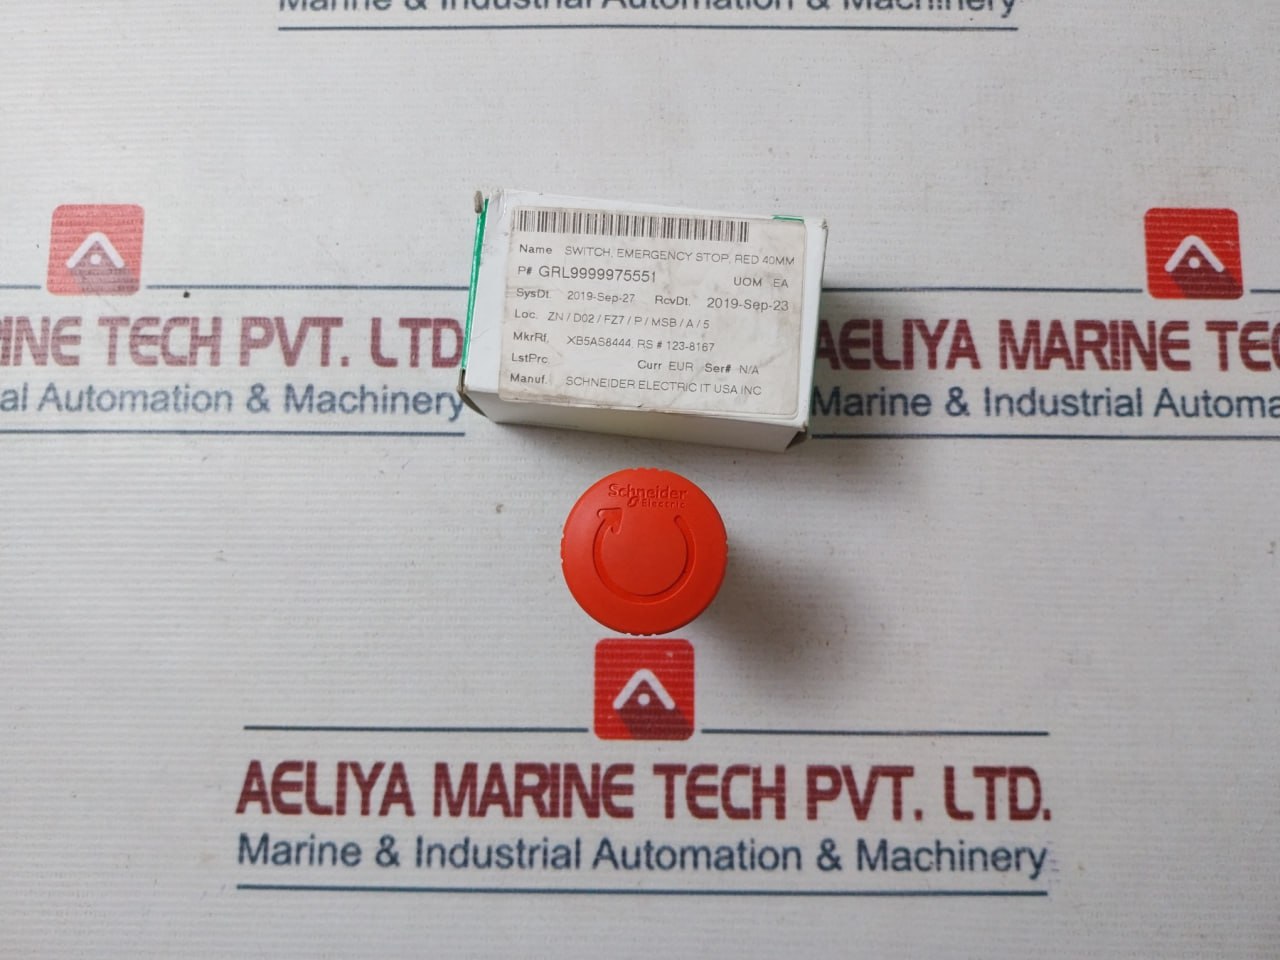 Marine & Industrial Automation & Machinery
Name SWITCH, EMERGENCY STOP, RED 40MM
P# GRL9999975551 UOM EA
SysDt. 2019-Sep-27 RcvDt. 2019-Sep-23
Loc. ZN / D02 / FZ7 / P / MSB / A / 5
MkrRf. XB5AS8444 RS # 123-8167
LstPrc. Curr EUR Ser# N/A
Manuf. SCHNEIDER ELECTRIC IT USA INC
INE TECH PVT. LTD
al Automation & Machinery
AELIYA MARINE TEC
Marine & Industrial Automa
Schneider
Electric
AELIYA MARINE TECH PVT. LTD.
Marine & Industrial Automation & Machinery